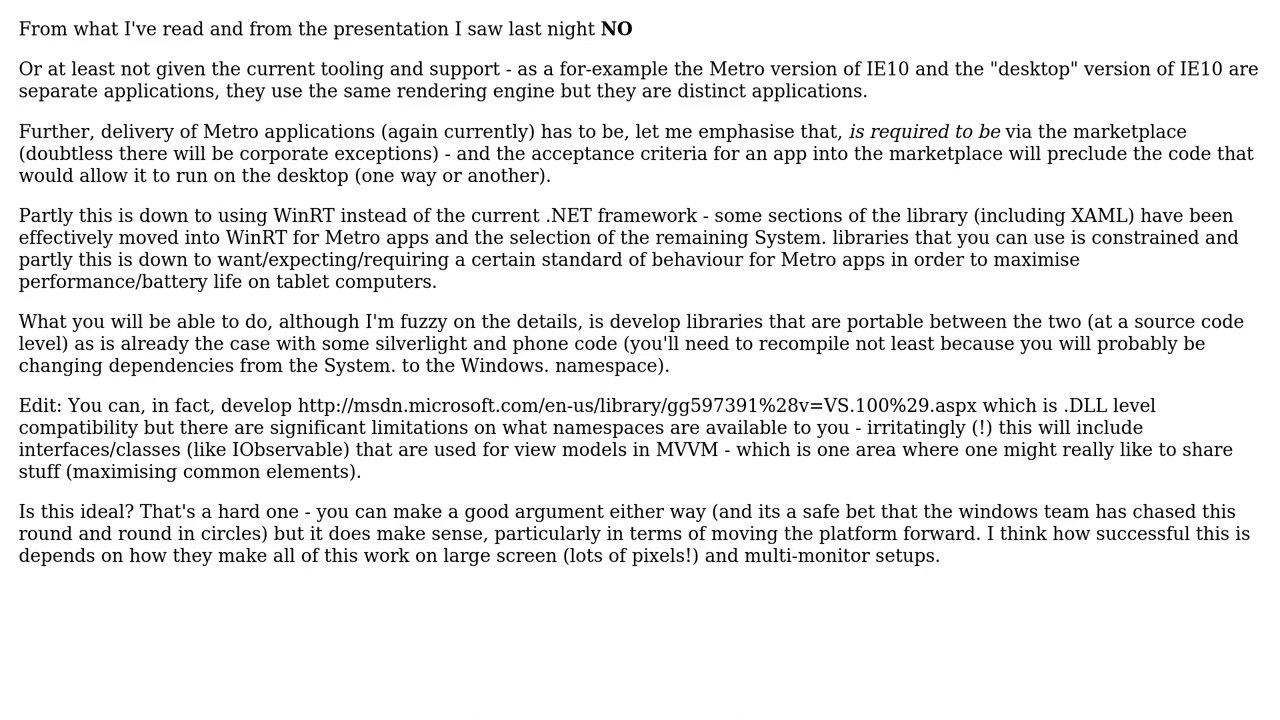 From what I've read and from the presentation I saw last night NO
Or at least not given the current tooling and support - as a for-example the Metro version of IE10 and the "desktop" version of IE10 are
separate applications, they use the same rendering engine but they are distinct applications.
Further, delivery of Metro applications (again currently) has to be, let me emphasise that, is required to be via the marketplace
(doubtless there will be corporate exceptions) - and the acceptance criteria for an app into the marketplace will preclude the code that
would allow it to run on the desktop (one way or another).
Partly this is down to using WinRT instead of the current .NET framework - some sections of the library (including XAML) have been
effectively moved into WinRT for Metro apps and the selection of the remaining System. libraries that you can use is constrained and
partly this is down to want/expecting/requiring a certain standard of behaviour for Metro apps in order to maximise
performance/battery life on tablet computers.
What you will be able to do, although I'm fuzzy on the details, is develop libraries that are portable between the two (at a source code
level) as is already the case with some silverlight and phone code (you'll need to recompile not least because you will probably be
changing dependencies from the System. to the Windows. namespace).
Edit: You can, in fact, develop http://msdn.microsoft.com/en-us/library/gg597391%28v=VS.100%29.aspx which is .DLL level
compatibility but there are significant limitations on what namespaces are available to you - irritatingly (!) this will include
interfaces/classes (like IObservable) that are used for view models in MVVM - which is one area where one might really like to share
stuff (maximising common elements).
Is this ideal? That's a hard one - you can make a good argument either way (and its a safe bet that the windows team has chased this
round and round in circles) but it does make sense, particularly in terms of moving the platform forward. I think how successful this is
depends on how they make all of this work on large screen (lots of pixels!) and multi-monitor setups.